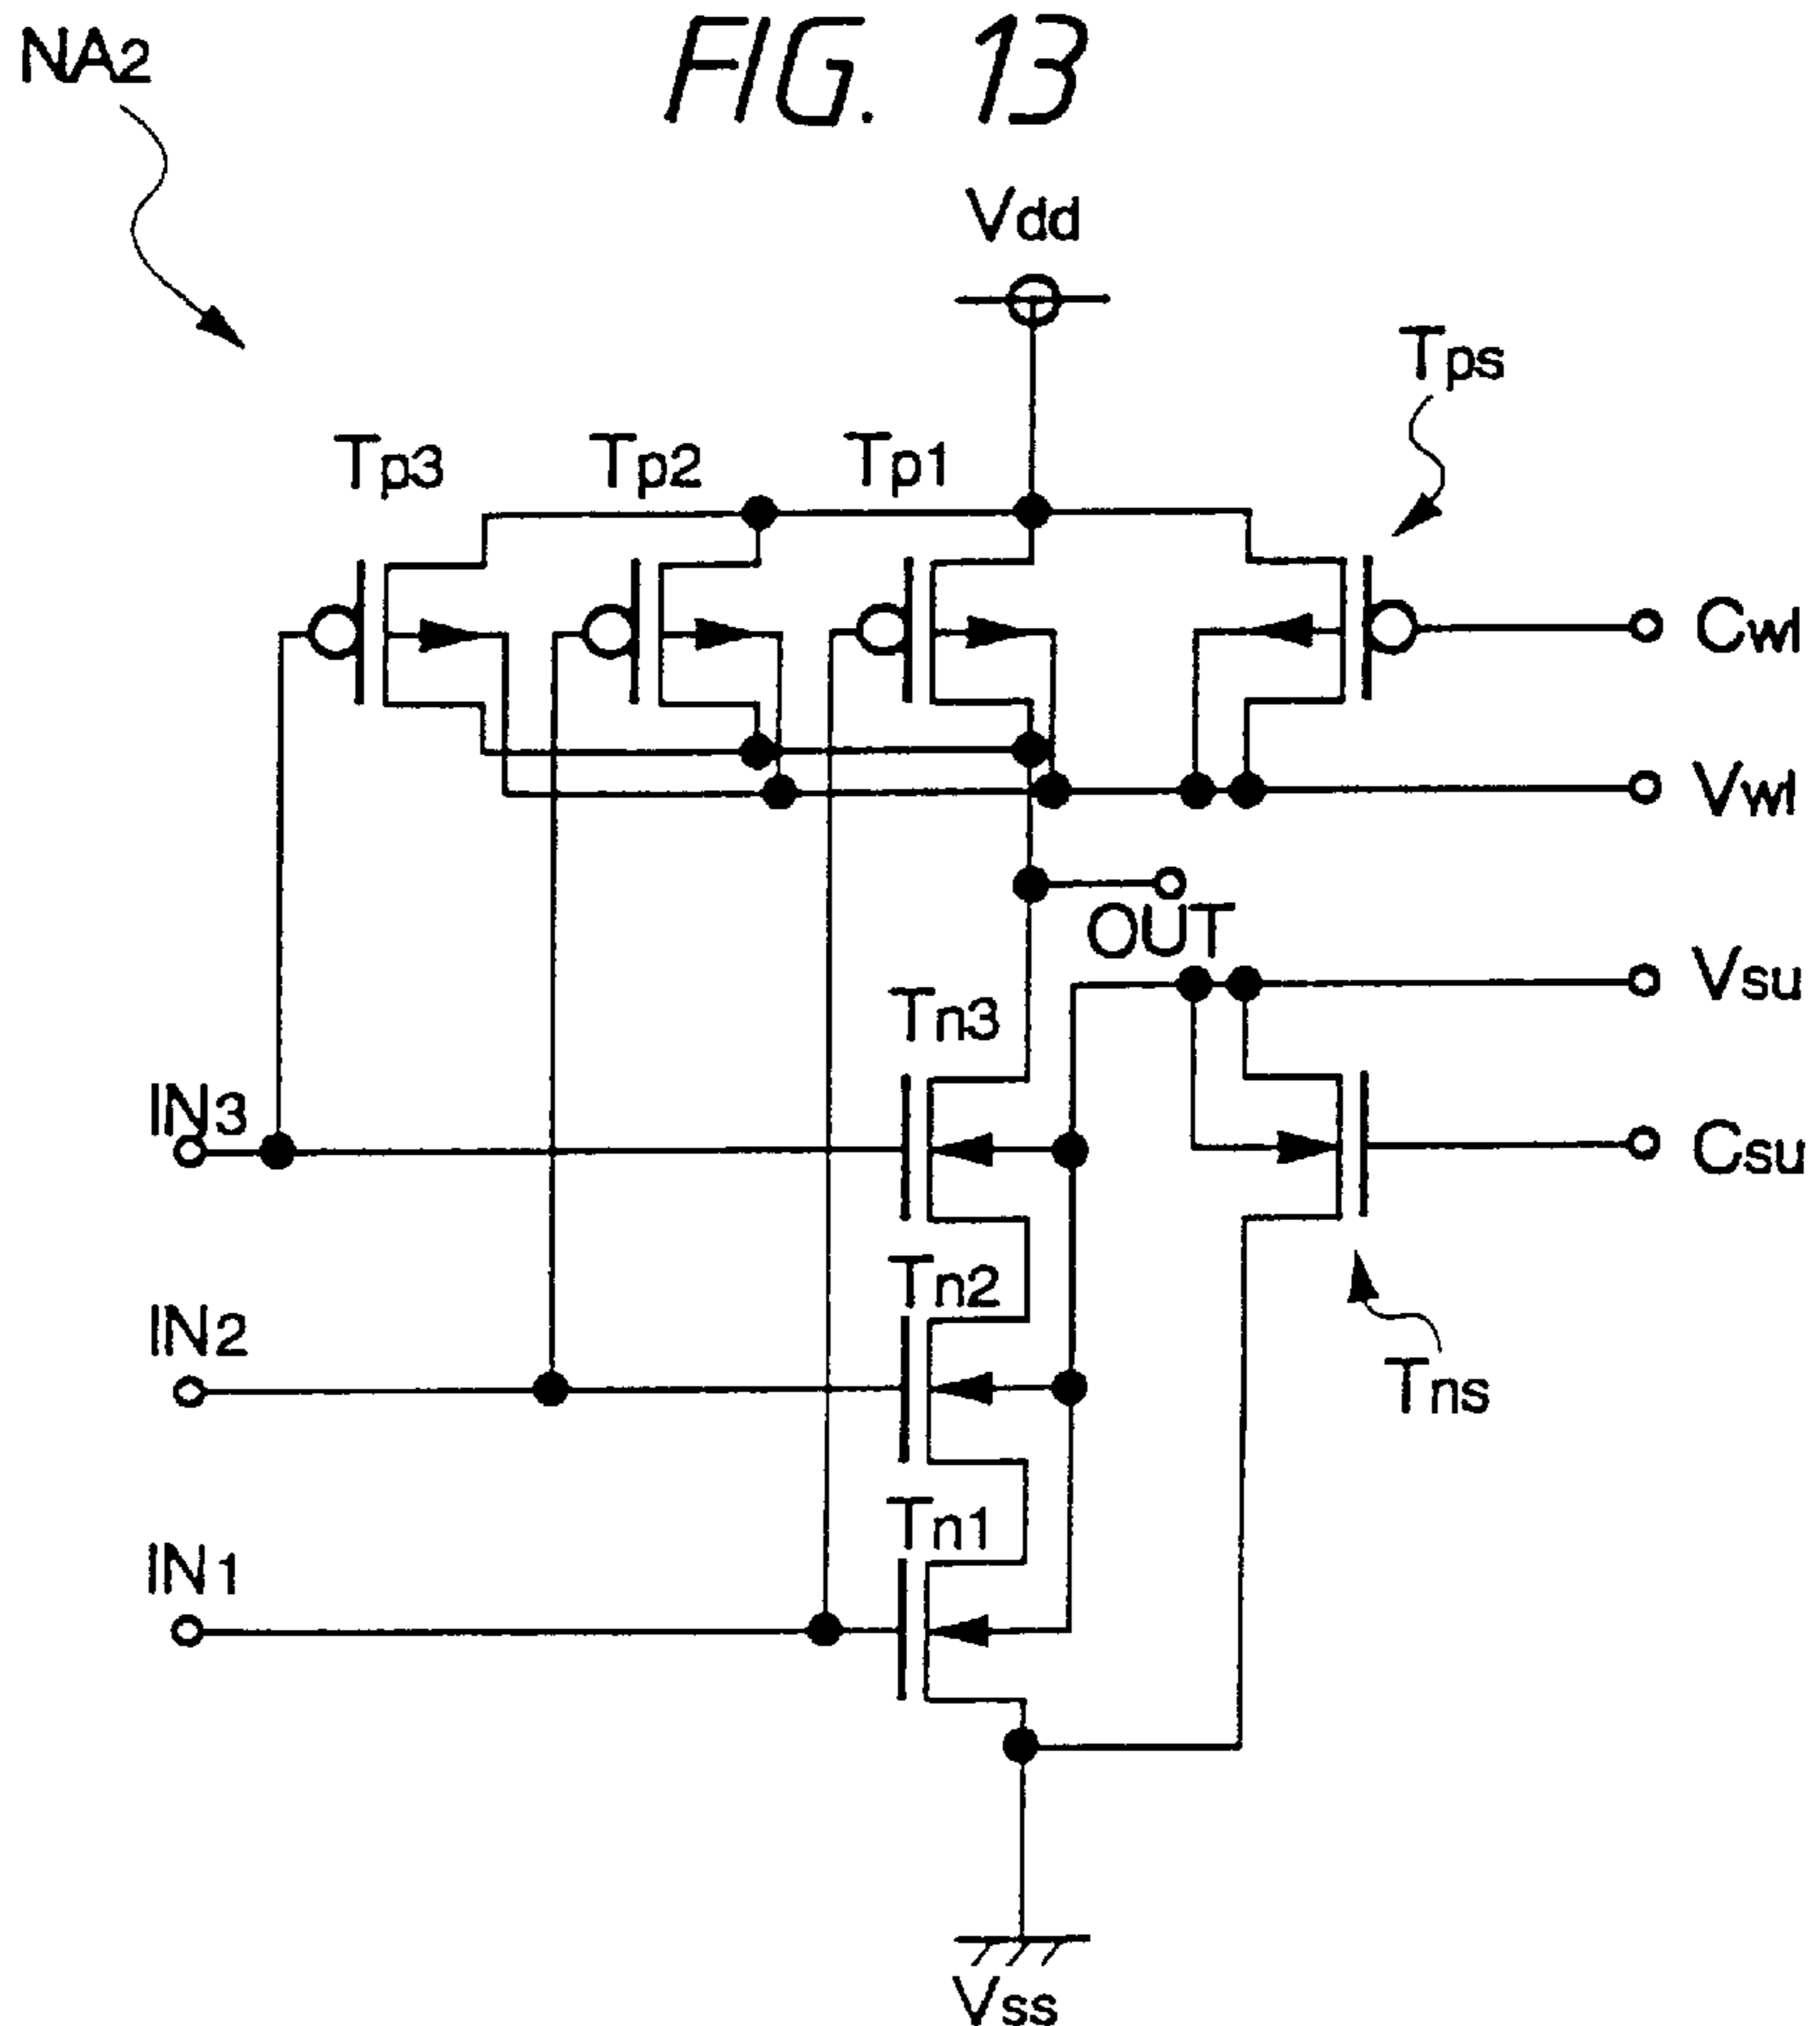 FIG. 13
NA2
Vdd
Tps
Tp3
Tp2
Tp1
Cwl
Vwl
OUT
Vsu
Tn3
IN3
Csu
Tn2
IN2
Tns
Tn1
IN1
Vss